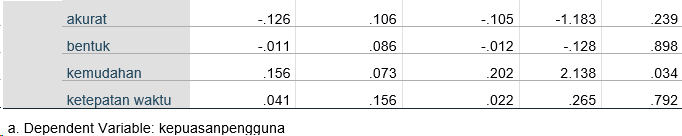 akurat -.126 .106 -.105 -1.183 .239
bentuk -.011 .086 -.012 -.128 .898
kemudahan .156 .073 .202 2.138 .034
ketepatan waktu .041 .156 .022 .265 .792
a. Dependent Variable: kepuasanpengguna